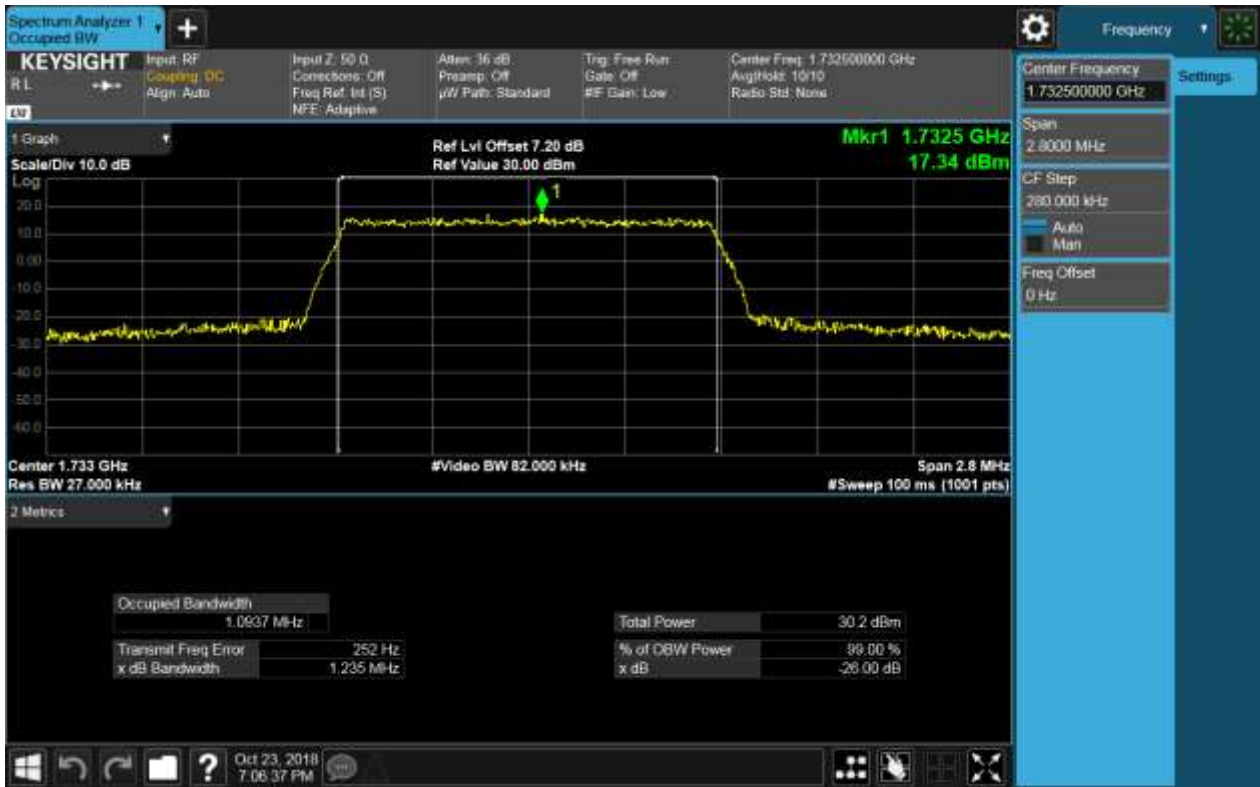 Spectrum Analyzer 1
Occupied BW
+
Frequency
KEYSIGHT
R L
Input: RF
Coupling: DC
Align: Auto
Input Z: 50 Ω
Corrections: Off
Freq Ref: Int (S)
NFE: Adaptive
Atten: 36 dB
Preamp: Off
µW Path: Standard
Trig: Free Run
Gate: Off
#IF Gain: Low
Center Freq: 1.732500000 GHz
Avg|Hold: 10/10
Radio Std: None
Center Frequency
1.732500000 GHz
Settings
Span
2.8000 MHz
CF Step
280.000 kHz
Auto
Man
Freq Offset
0 Hz
1 Graph
Scale/Div 10.0 dB
Ref Lvl Offset 7.20 dB
Ref Value 30.00 dBm
Mkr1 1.7325 GHz
17.34 dBm
Log
1
20.0
10.0
0.00
-10.0
-20.0
-30.0
-40.0
-50.0
-60.0
Center 1.733 GHz
#Video BW 82.000 kHz
Span 2.8 MHz
Res BW 27.000 kHz
#Sweep 100 ms (1001 pts)
2 Metrics
Occupied Bandwidth
1.0937 MHz
Total Power 30.2 dBm
Transmit Freq Error 252 Hz
% of OBW Power 99.00 %
x dB Bandwidth 1.235 MHz
x dB -26.00 dB
?
Oct 23, 2018
7:06:37 PM